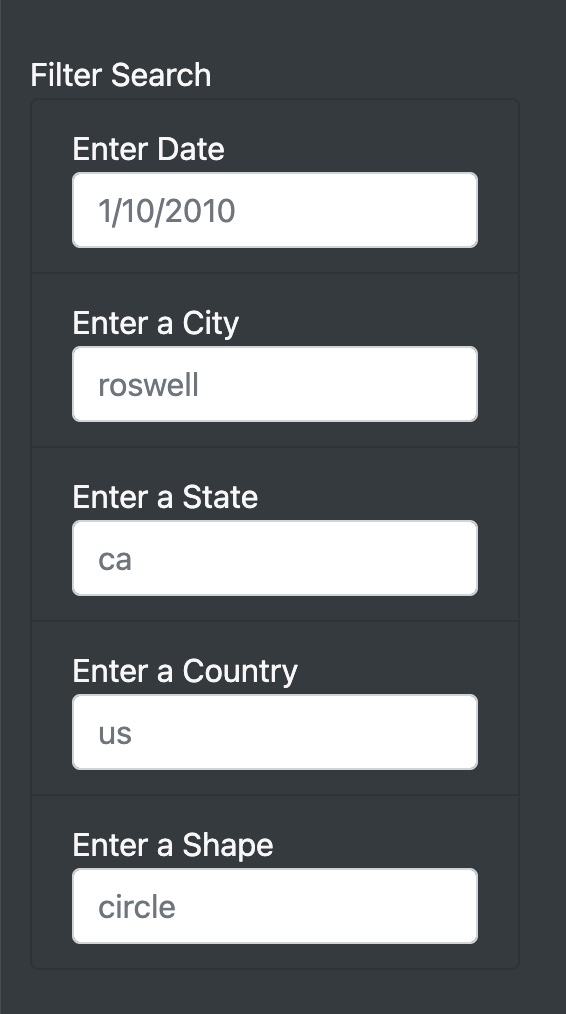 Filter Search
Enter Date
1/10/2010
Enter a City
roswell
Enter a State
ca
Enter a Country
us
Enter a Shape
circle